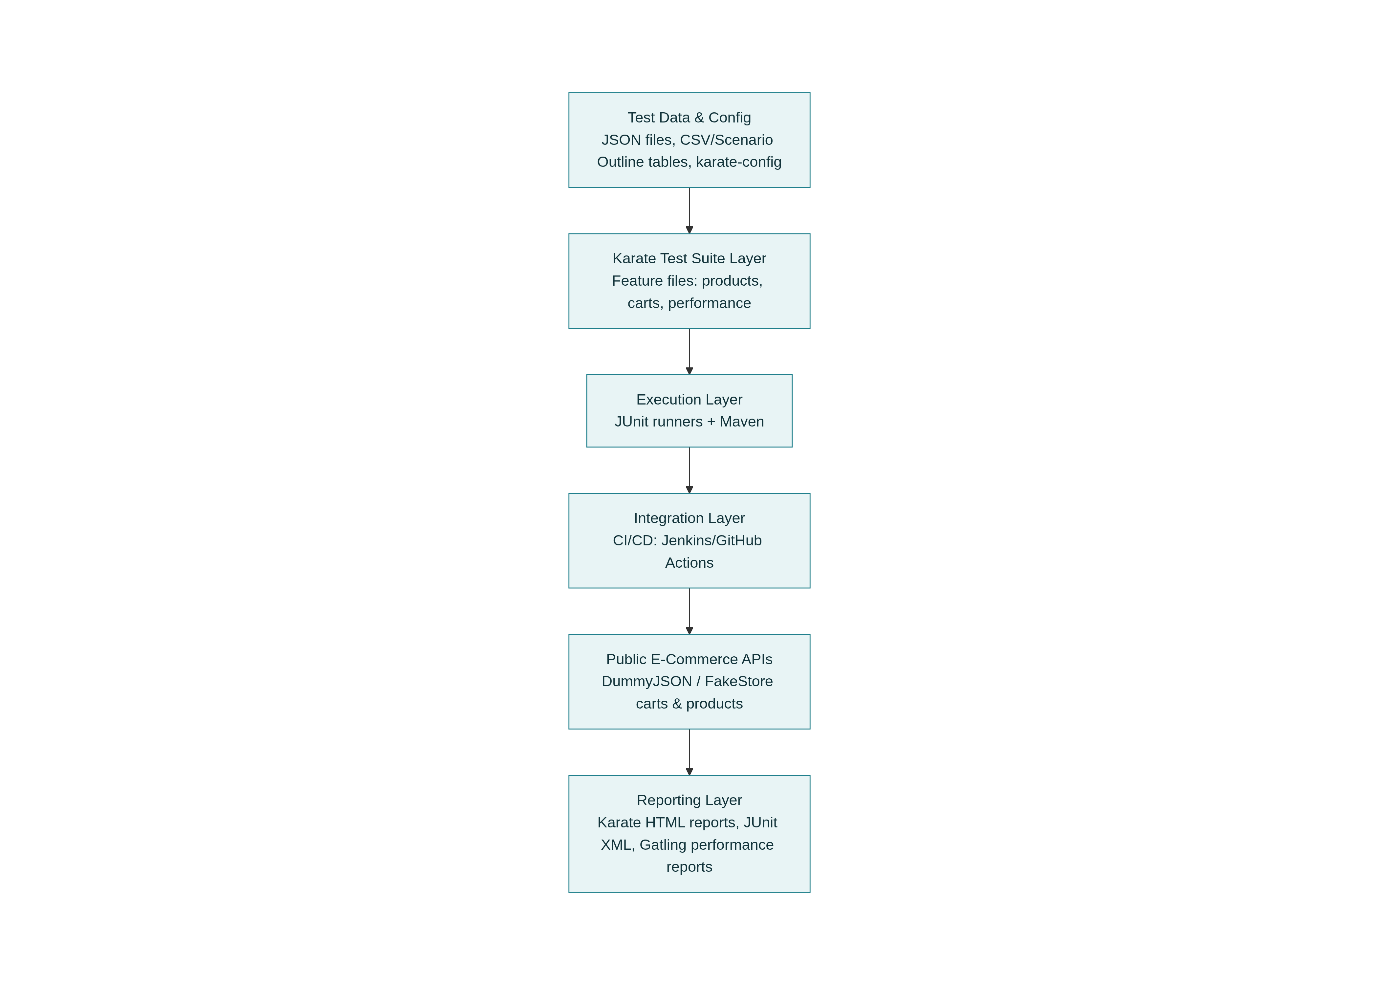 Test Data & Config
JSON files, CSV/Scenario
Outline tables, karate-config
Karate Test Suite Layer
Feature files: products,
carts, performance
Execution Layer
JUnit runners + Maven
Integration Layer
CI/CD: Jenkins/GitHub
Actions
Public E-Commerce APIs
DummyJSON / FakeStore
carts & products
Reporting Layer
Karate HTML reports, JUnit
XML, Gatling performance
reports